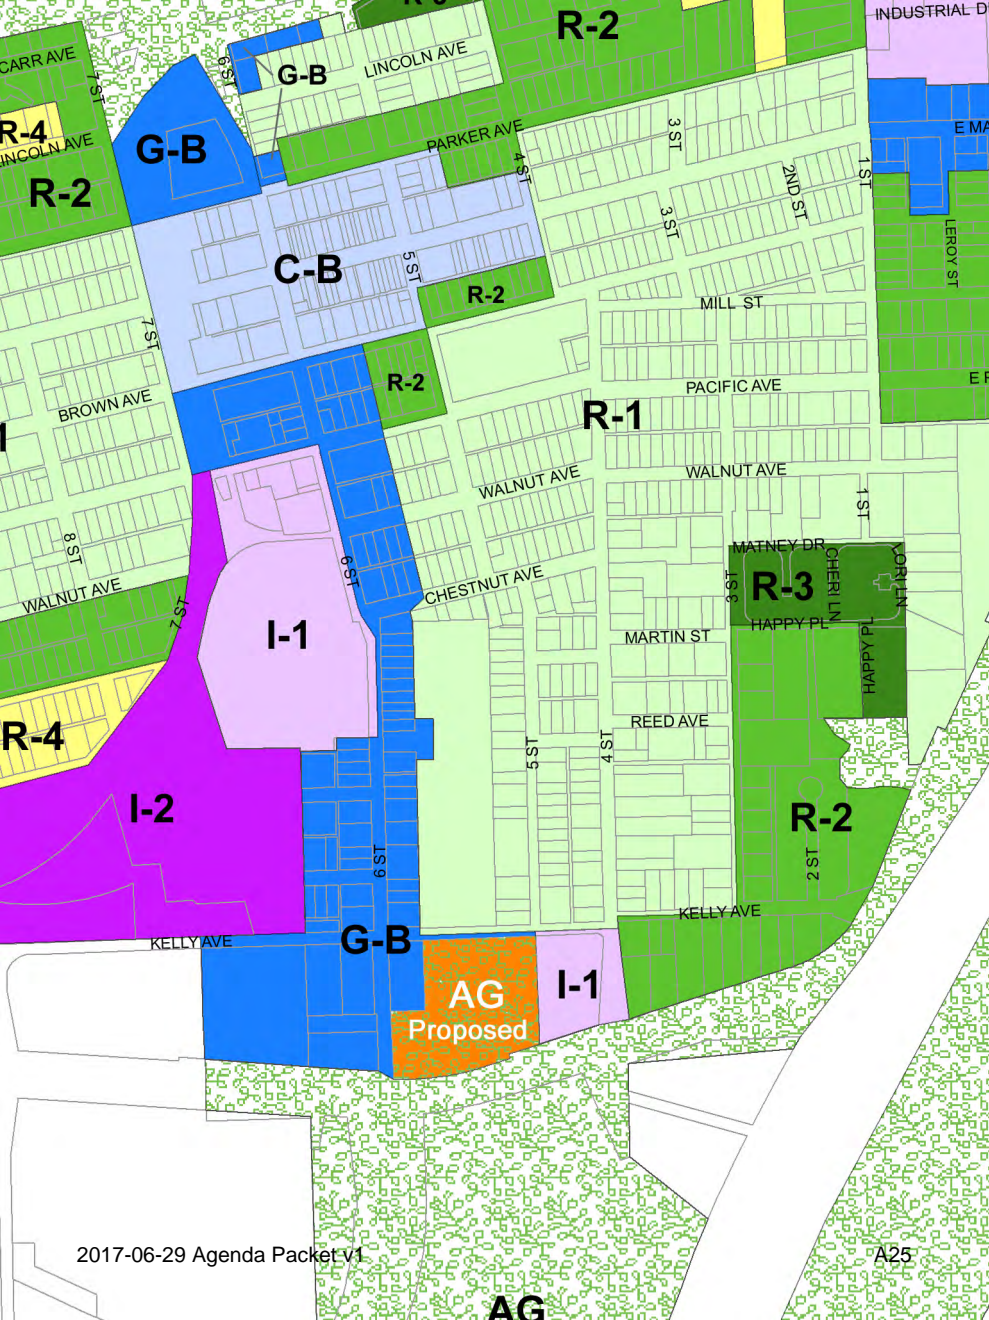 R-2
INDUSTRIAL D
CARR AVE
7 ST
6 ST
G-B
LINCOLN AVE
R-4
LINCOLN AVE
G-B
PARKER AVE
3 ST
E MA
R-2
4 ST
2ND ST
1 ST
3 ST
LEROY ST
C-B
5 ST
R-2
MILL ST
7 ST
BROWN AVE
R-2
PACIFIC AVE
E F
R-1
1
WALNUT AVE
WALNUT AVE
1 ST
8 ST
6 ST
MATNEY DR
CHESTNUT AVE
3 ST
R-3
CHERI LN
LORI LN
WALNUT AVE
7 ST
I-1
HAPPY PL
MARTIN ST
HAPPY PL
R-4
REED AVE
5 ST
4 ST
I-2
R-2
6 ST
2 ST
KELLY AVE
KELLY AVE
G-B
AG
Proposed
I-1
2017-06-29 Agenda Packet v1
A25
AG